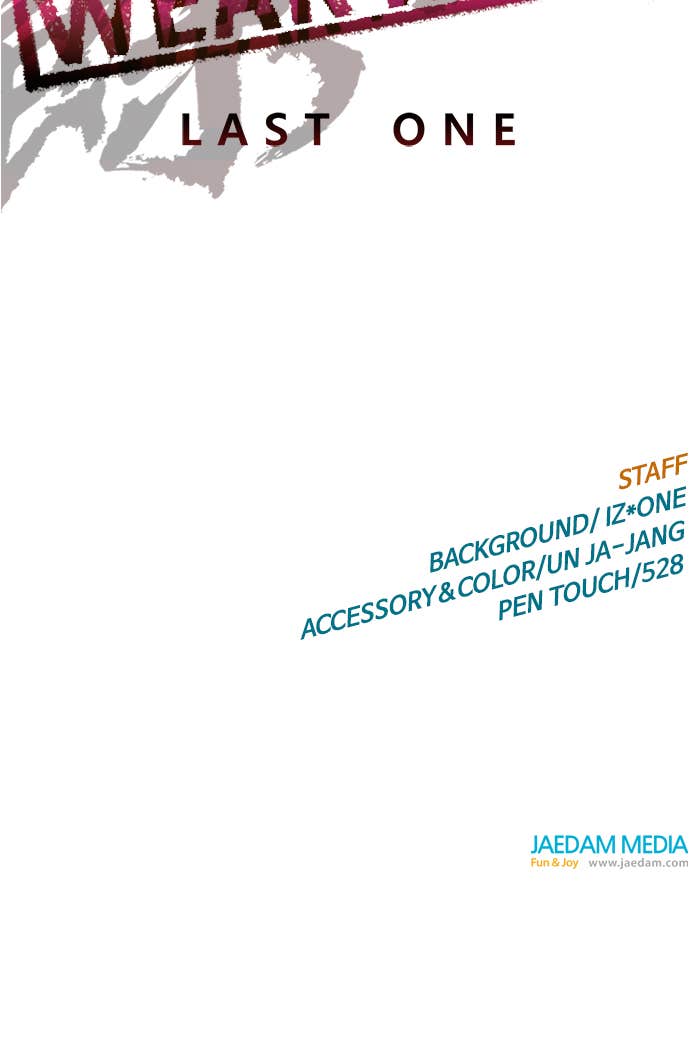 LAST ONE
STAFF
BACKGROUND/ IZ*ONE
ACCESSORY&COLOR/UN JA-JANG
PEN TOUCH/528
JAEDAM MEDIA
Fun & Joy www.jaedam.com